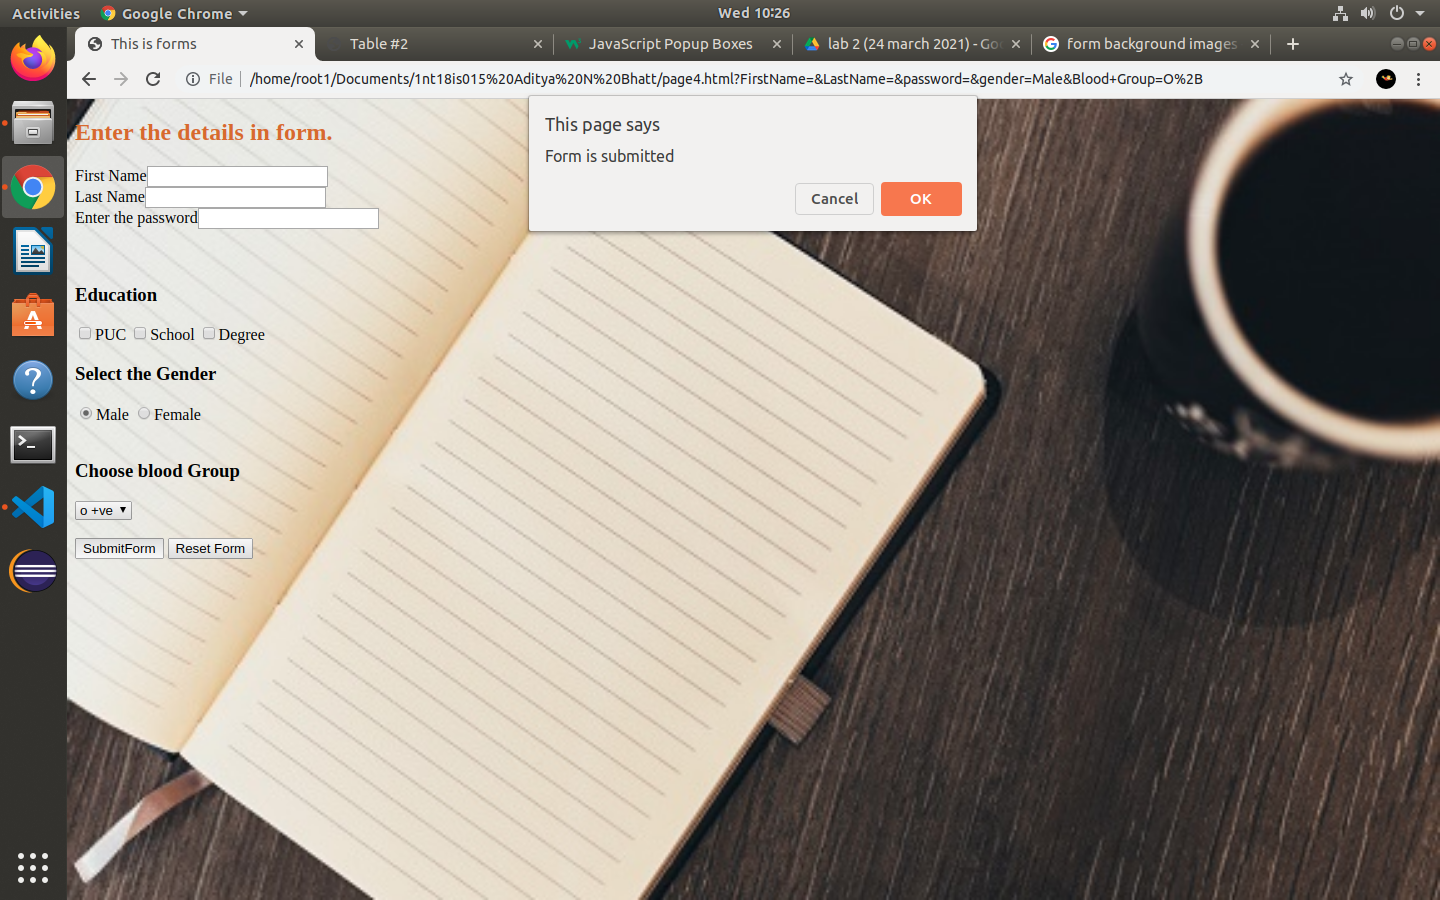 Activities Google Chrome Wed 10:26
This is forms Table #2 JavaScript Popup Boxes lab 2 (24 march 2021) - Go form background images
File /home/root1/Documents/1nt18is015%20Aditya%20N%20Bhatt/page4.html?FirstName=&LastName=&password=&gender=Male&Blood+Group=O%2B
This page says
Form is submitted
Cancel OK
Enter the details in form.
First Name
Last Name
Enter the password
Education
PUC School Degree
Select the Gender
Male Female
Choose blood Group
o +ve
SubmitForm Reset Form